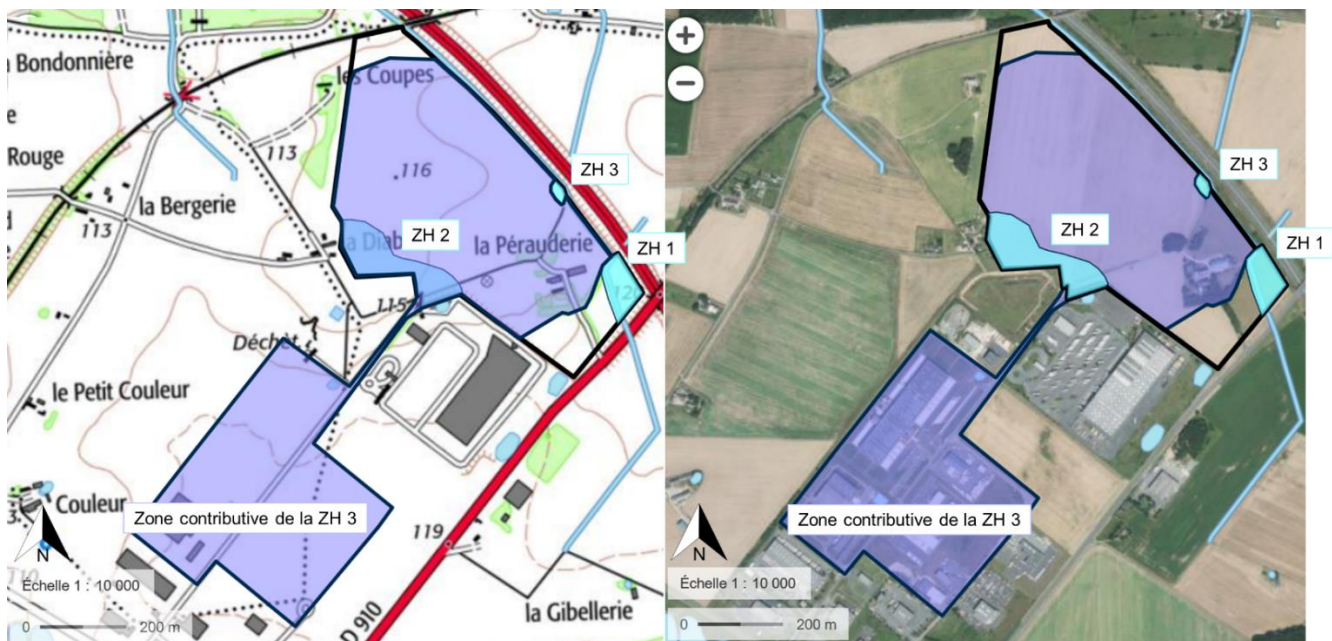 Bondonnière
les Coupes
113
Rouge
116
ZH 3
la Bergerie
113
ZH 2
la Diab
la Pérauderie
ZH 1
115
Déchèt
le Petit Couleur
Couleur
Zone contributive de la ZH 3
119
N
Échelle 1 : 10 000
0 200 m
D 910
la Gibellerie
+
−
ZH 3
ZH 2
ZH 1
Zone contributive de la ZH 3
N
Échelle 1 : 10 000
0 200 m